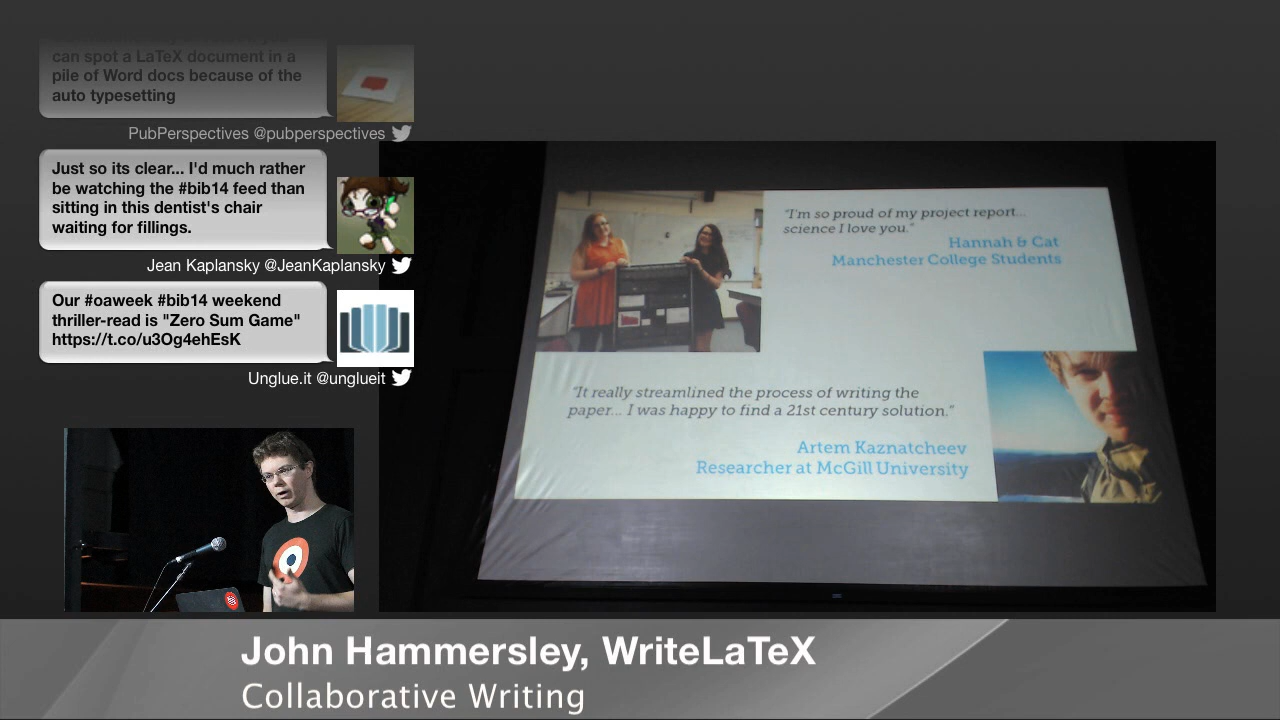 can spot a LaTeX document in a
pile of Word docs because of the
auto typesetting
PubPerspectives @pubperspectives
Just so its clear... I'd much rather
be watching the #bib14 feed than
sitting in this dentist's chair
waiting for fillings.
Jean Kaplansky @JeanKaplansky
Our #oaweek #bib14 weekend
thriller-read is "Zero Sum Game"
https://t.co/u3Og4ehEsK
Unglue.it @unglueit
“I'm so proud of my project report...
science I love you.”
Hannah & Cat
Manchester College Students
“It really streamlined the process of writing the
paper... I was happy to find a 21st century solution.”
Artem Kaznatcheev
Researcher at McGill University
John Hammersley, WriteLaTeX
Collaborative Writing